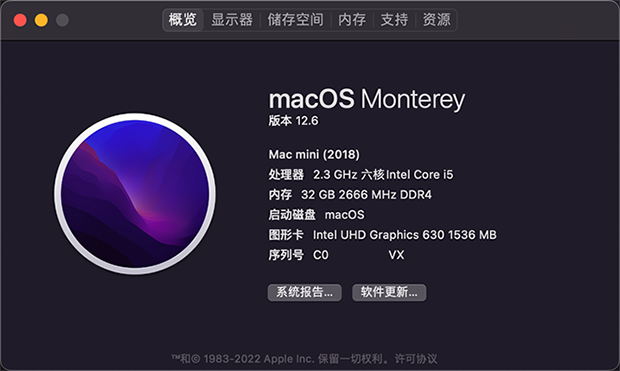 概览 显示器 储存空间 内存 支持 资源
macOS Monterey
版本 12.6
Mac mini (2018)
处理器 2.3 GHz 六核Intel Core i5
内存 32 GB 2666 MHz DDR4
启动磁盘 macOS
图形卡 Intel UHD Graphics 630 1536 MB
序列号 C0 VX
系统报告... 软件更新...
™和© 1983-2022 Apple Inc. 保留一切权利。许可协议